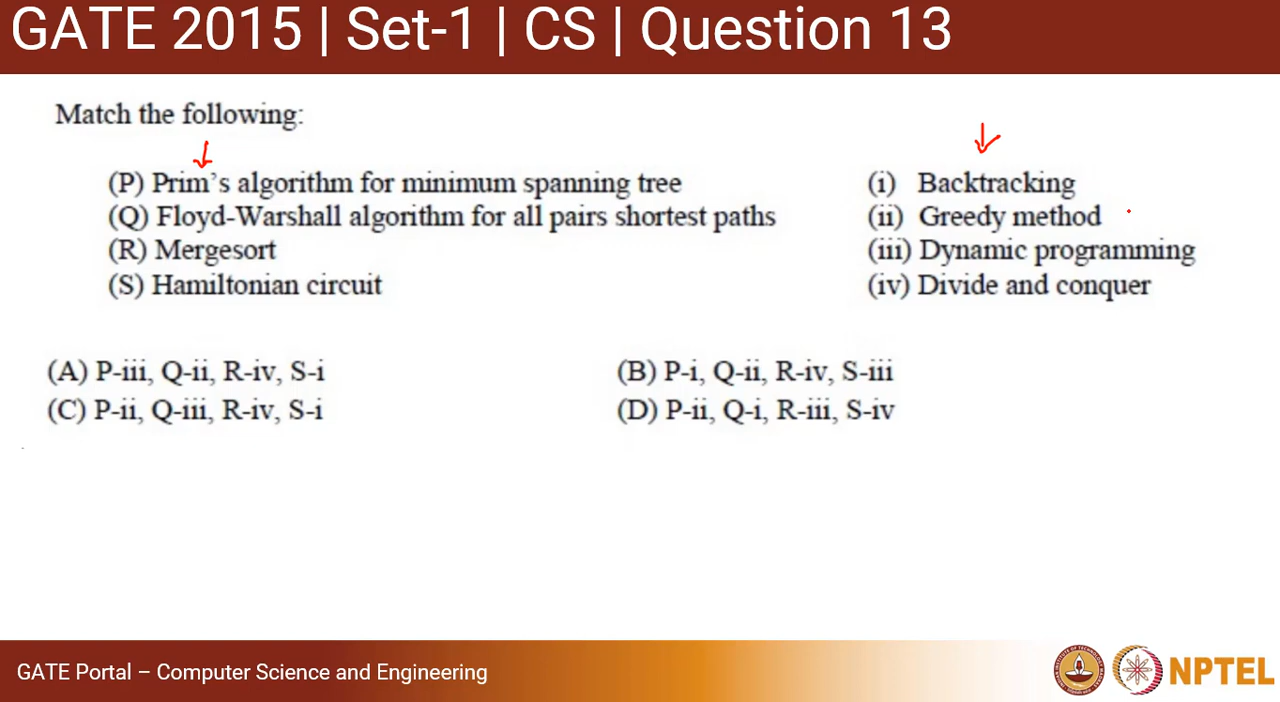 GATE 2015 | Set-1 | CS | Question 13
Match the following:
(P) Prim's algorithm for minimum spanning tree (i) Backtracking
(Q) Floyd-Warshall algorithm for all pairs shortest paths (ii) Greedy method
(R) Mergesort (iii) Dynamic programming
(S) Hamiltonian circuit (iv) Divide and conquer
(A) P-iii, Q-ii, R-iv, S-i (B) P-i, Q-ii, R-iv, S-iii
(C) P-ii, Q-iii, R-iv, S-i (D) P-ii, Q-i, R-iii, S-iv
GATE Portal – Computer Science and Engineering NPTEL